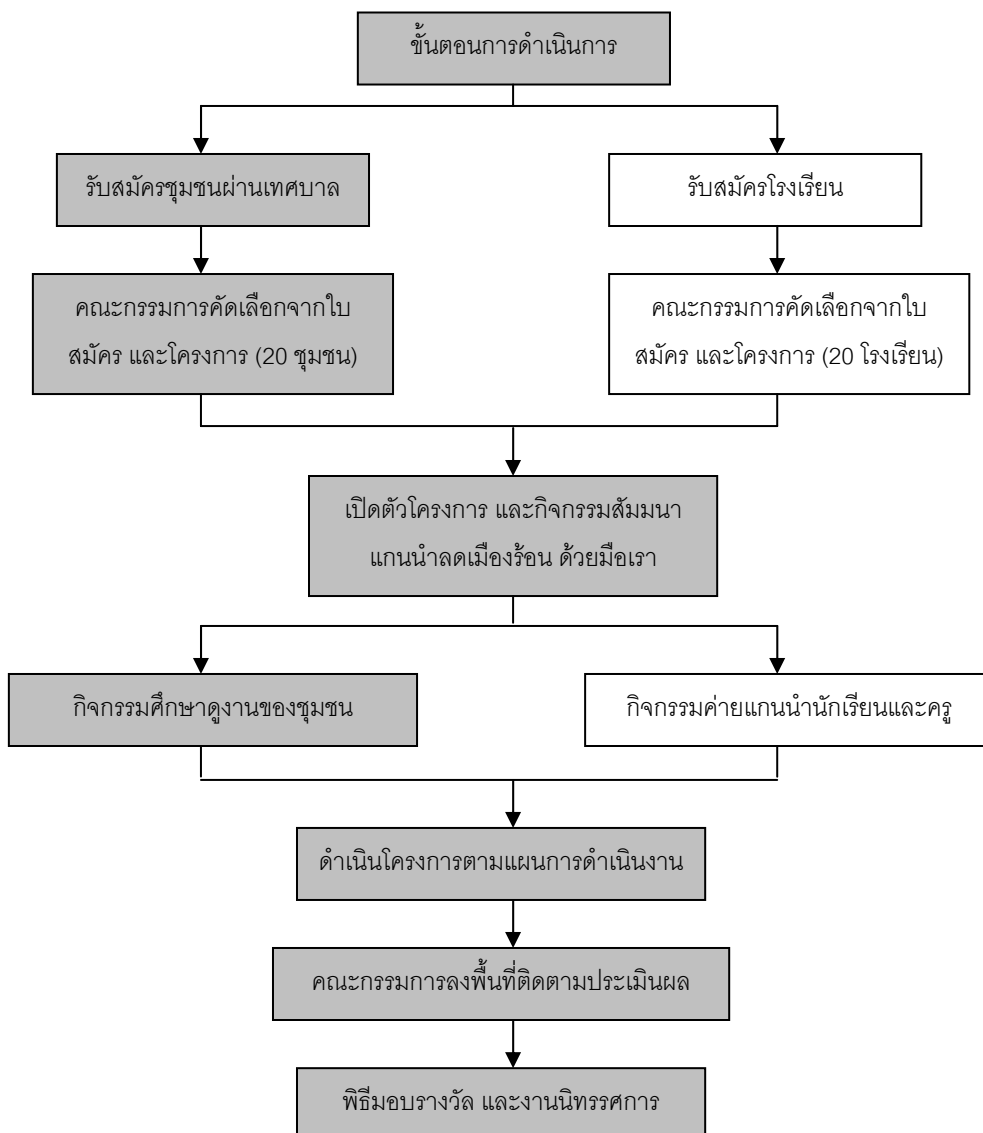 ขั้นตอนการดำเนินการ
รับสมัครชุมชนผ่านเทศบาล
รับสมัครโรงเรียน
คณะกรรมการคัดเลือกจากใบ
สมัคร และโครงการ (20 ชุมชน)
คณะกรรมการคัดเลือกจากใบ
สมัคร และโครงการ (20 โรงเรียน)
เปิดตัวโครงการ และกิจกรรมสัมมนา
แกนนำลดเมืองร้อน ด้วยมือเรา
กิจกรรมศึกษาดูงานของชุมชน
กิจกรรมค่ายแกนนำนักเรียนและครู
ดำเนินโครงการตามแผนการดำเนินงาน
คณะกรรมการลงพื้นที่ติดตามประเมินผล
พิธีมอบรางวัล และงานนิทรรศการ